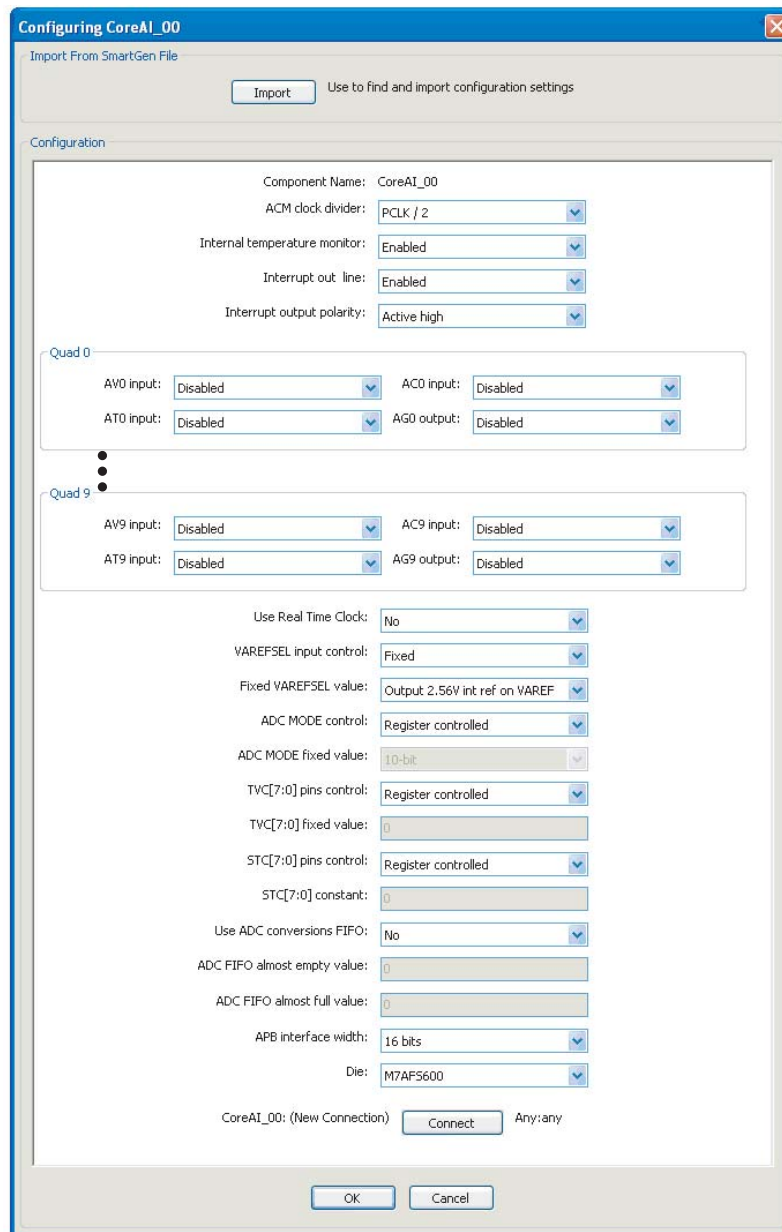 Configuring CoreAI_00
Import From SmartGen File
Import Use to find and import configuration settings
Configuration
Component Name: CoreAI_00
ACM clock divider: PCLK / 2
Internal temperature monitor: Enabled
Interrupt out line: Enabled
Interrupt output polarity: Active high
Quad 0
AV0 input: Disabled AC0 input: Disabled
AT0 input: Disabled AG0 output: Disabled
Quad 9
AV9 input: Disabled AC9 input: Disabled
AT9 input: Disabled AG9 output: Disabled
Use Real Time Clock: No
VAREFSEL input control: Fixed
Fixed VAREFSEL value: Output 2.56V int ref on VAREF
ADC MODE control: Register controlled
ADC MODE fixed value: 10-bit
TVC[7:0] pins control: Register controlled
TVC[7:0] fixed value: 0
STC[7:0] pins control: Register controlled
STC[7:0] constant: 0
Use ADC conversions FIFO: No
ADC FIFO almost empty value: 0
ADC FIFO almost full value: 0
APB interface width: 16 bits
Die: M7AFS600
CoreAI_00: (New Connection) Connect Any:any
OK Cancel